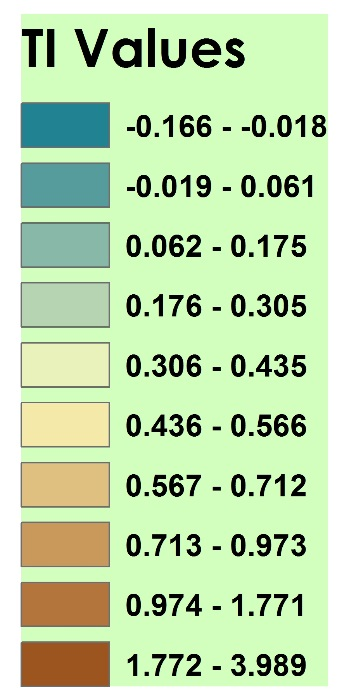 TI Values
-0.166 - -0.018
-0.019 - 0.061
0.062 - 0.175
0.176 - 0.305
0.306 - 0.435
0.436 - 0.566
0.567 - 0.712
0.713 - 0.973
0.974 - 1.771
1.772 - 3.989